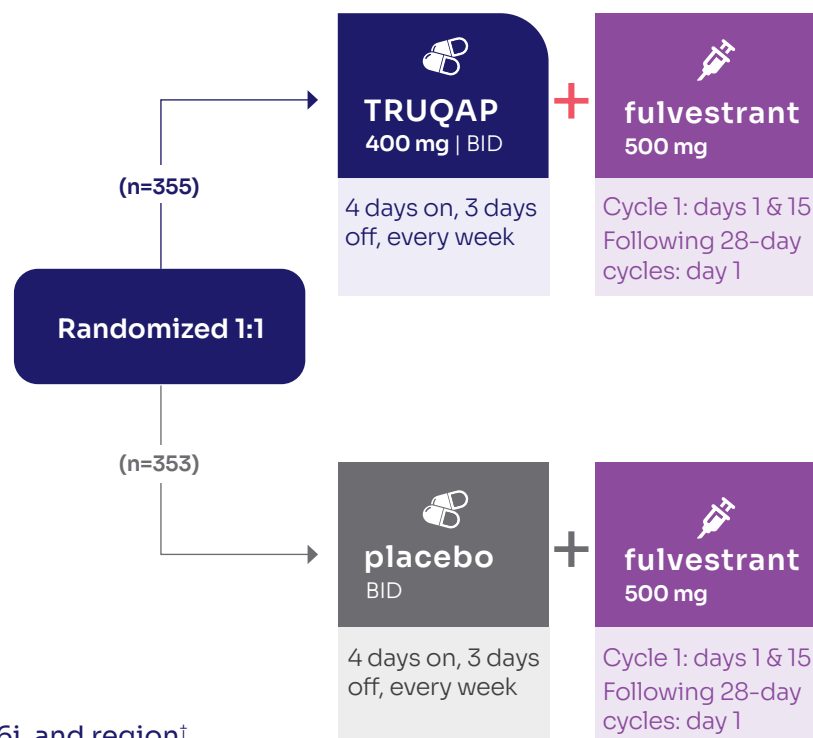 TRUQAP
400 mg | BID
+
fulvestrant
500 mg
(n=355)
4 days on, 3 days
off, every week
Cycle 1: days 1 & 15
Following 28-day
cycles: day 1
Randomized 1:1
(n=353)
placebo
BID
+
fulvestrant
500 mg
4 days on, 3 days
off, every week
Cycle 1: days 1 & 15
Following 28-day
cycles: day 1
6i, and region†